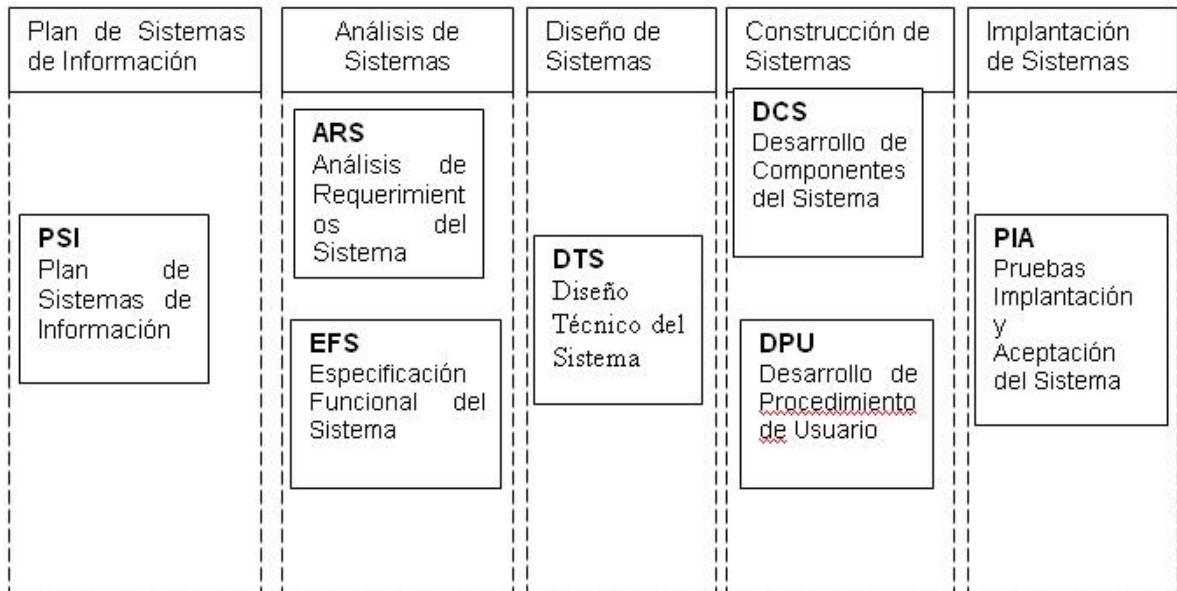 Plan de Sistemas
de Información
Análisis de
Sistemas
Diseño de
Sistemas
Construcción de
Sistemas
Implantación
de Sistemas
PSI
Plan de
Sistemas de
Información
ARS
Análisis de
Requerimient
os del
Sistema
EFS
Especificación
Funcional del
Sistema
DTS
Diseño
Técnico del
Sistema
DCS
Desarrollo de
Componentes
del Sistema
DPU
Desarrollo de
Procedimiento
de Usuario
PIA
Pruebas
Implantación
y
Aceptación
del Sistema